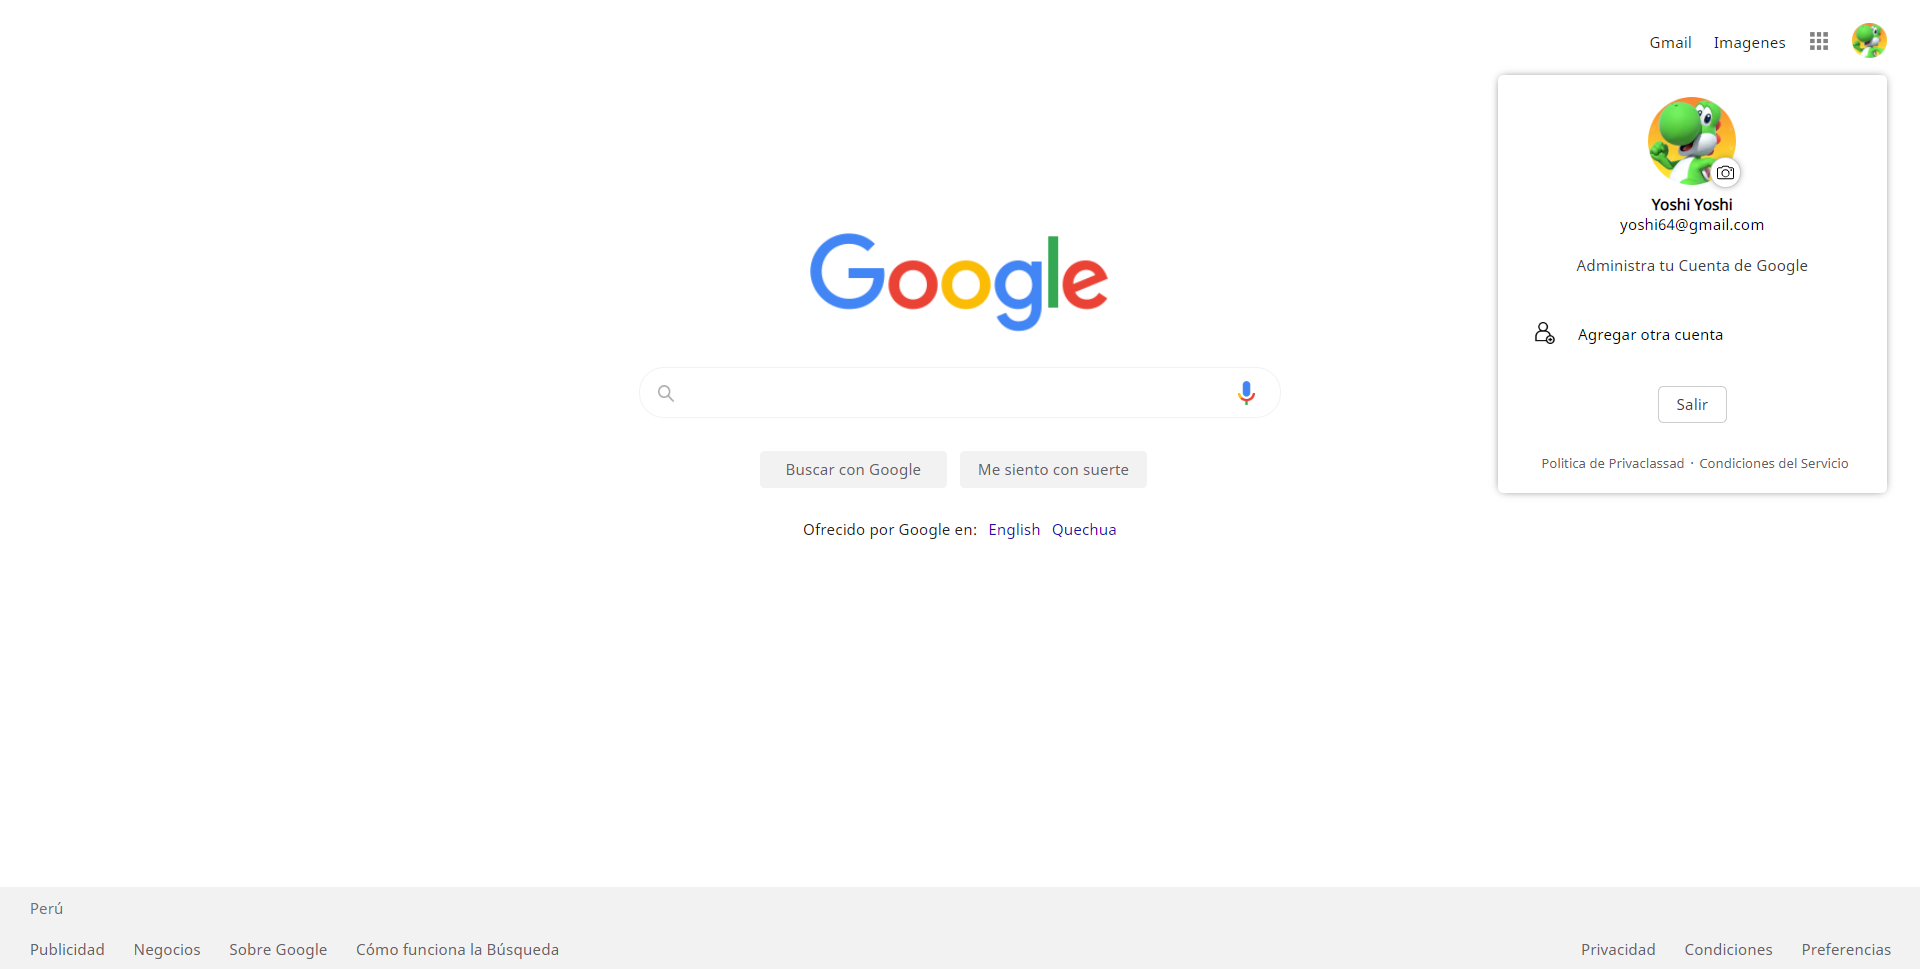 Gmail Imagenes
Yoshi Yoshi
yoshi64@gmail.com
Administra tu Cuenta de Google
Agregar otra cuenta
Salir
Politica de Privaclassad · Condiciones del Servicio
Google
Buscar con Google Me siento con suerte
Ofrecido por Google en: English Quechua
Perú
Publicidad Negocios Sobre Google Cómo funciona la Búsqueda Privacidad Condiciones Preferencias